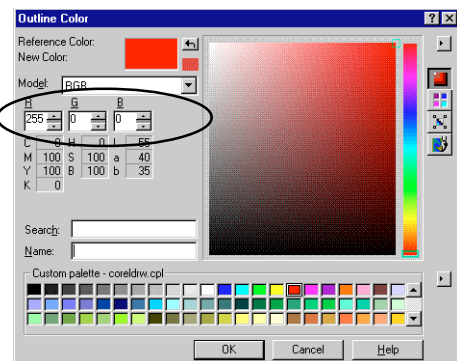 Outline Color
Reference Color:
New Color:
Model: RGB
R G B
255 0 0
C 0 H 0 L 55
M 100 S 100 a 40
Y 100 B 100 b 35
K 0
Search:
Name:
Custom palette - coreldrw.cpl
OK Cancel Help